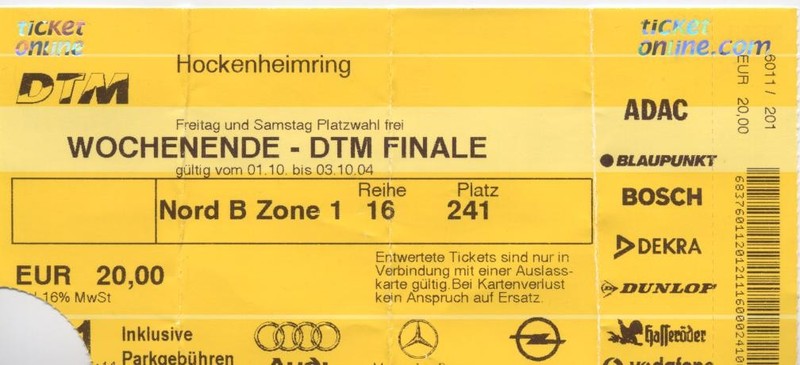 ticket
online
ticket
online.com
DTM
Hockenheimring
Freitag und Samstag Platzwahl frei
WOCHENENDE - DTM FINALE
gültig vom 01.10. bis 03.10.04
Reihe Platz
Nord B Zone 1 16 241
EUR 20,00
16% MwSt
Entwertete Tickets sind nur in
Verbindung mit einer Auslass-
karte gültig.Bei Kartenverlust
kein Anspruch auf Ersatz.
Inklusive
Parkgebühren
Audi
ADAC
BLAUPUNKT
BOSCH
DEKRA
DUNLOP
Hasseröder
vodafone
6011 / 201
EUR 20,00